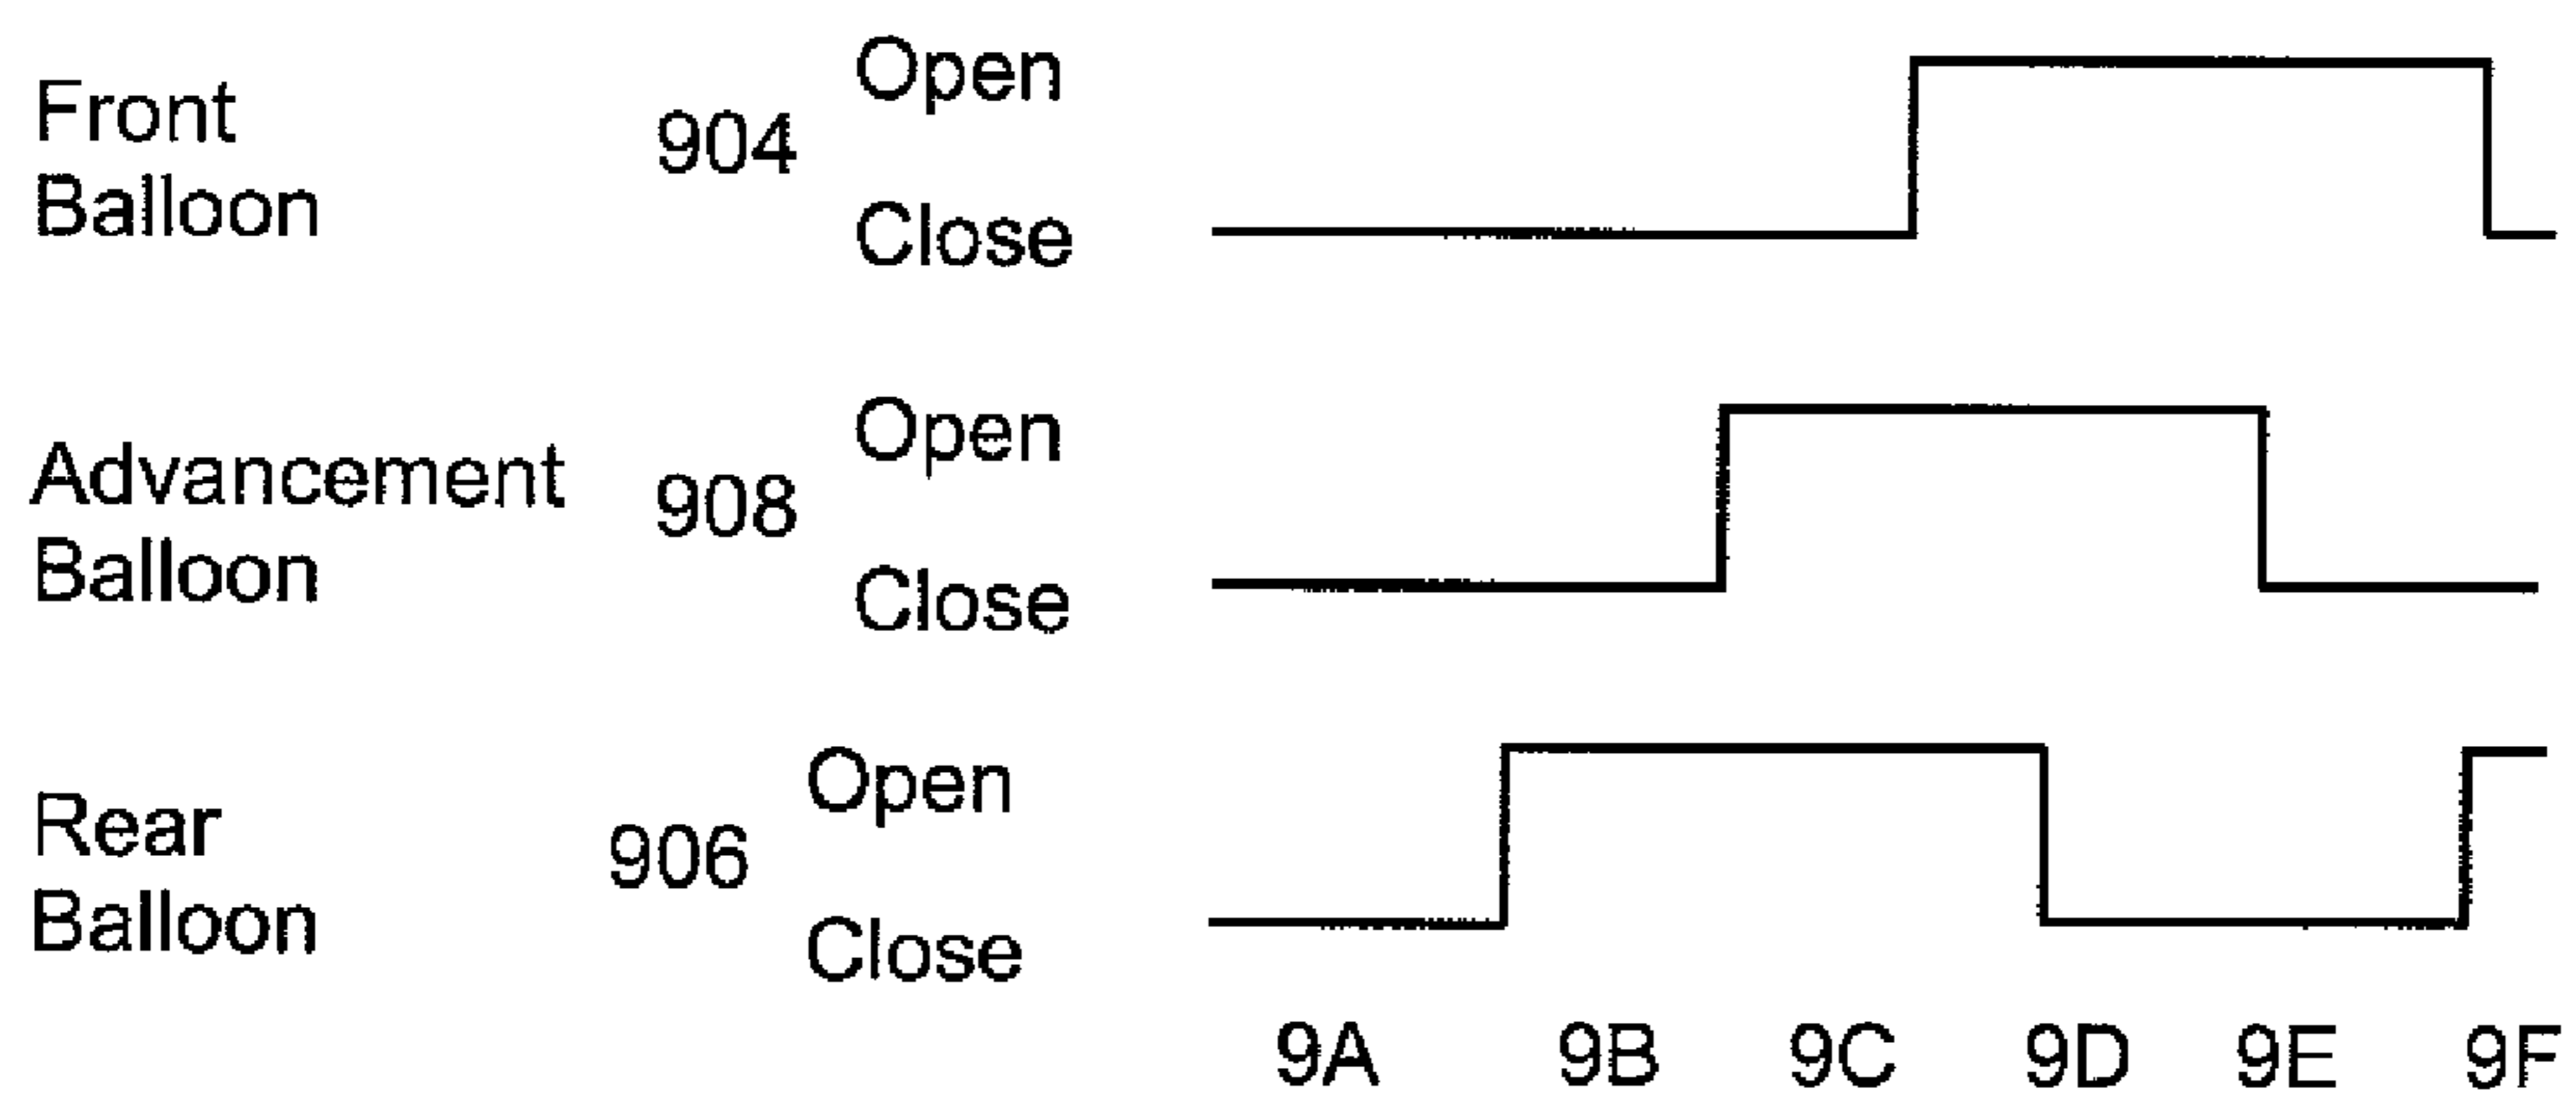 Front
Balloon
904
Open
Close
Advancement
Balloon
908
Open
Close
Rear
Balloon
906
Open
Close
9A 9B 9C 9D 9E 9F